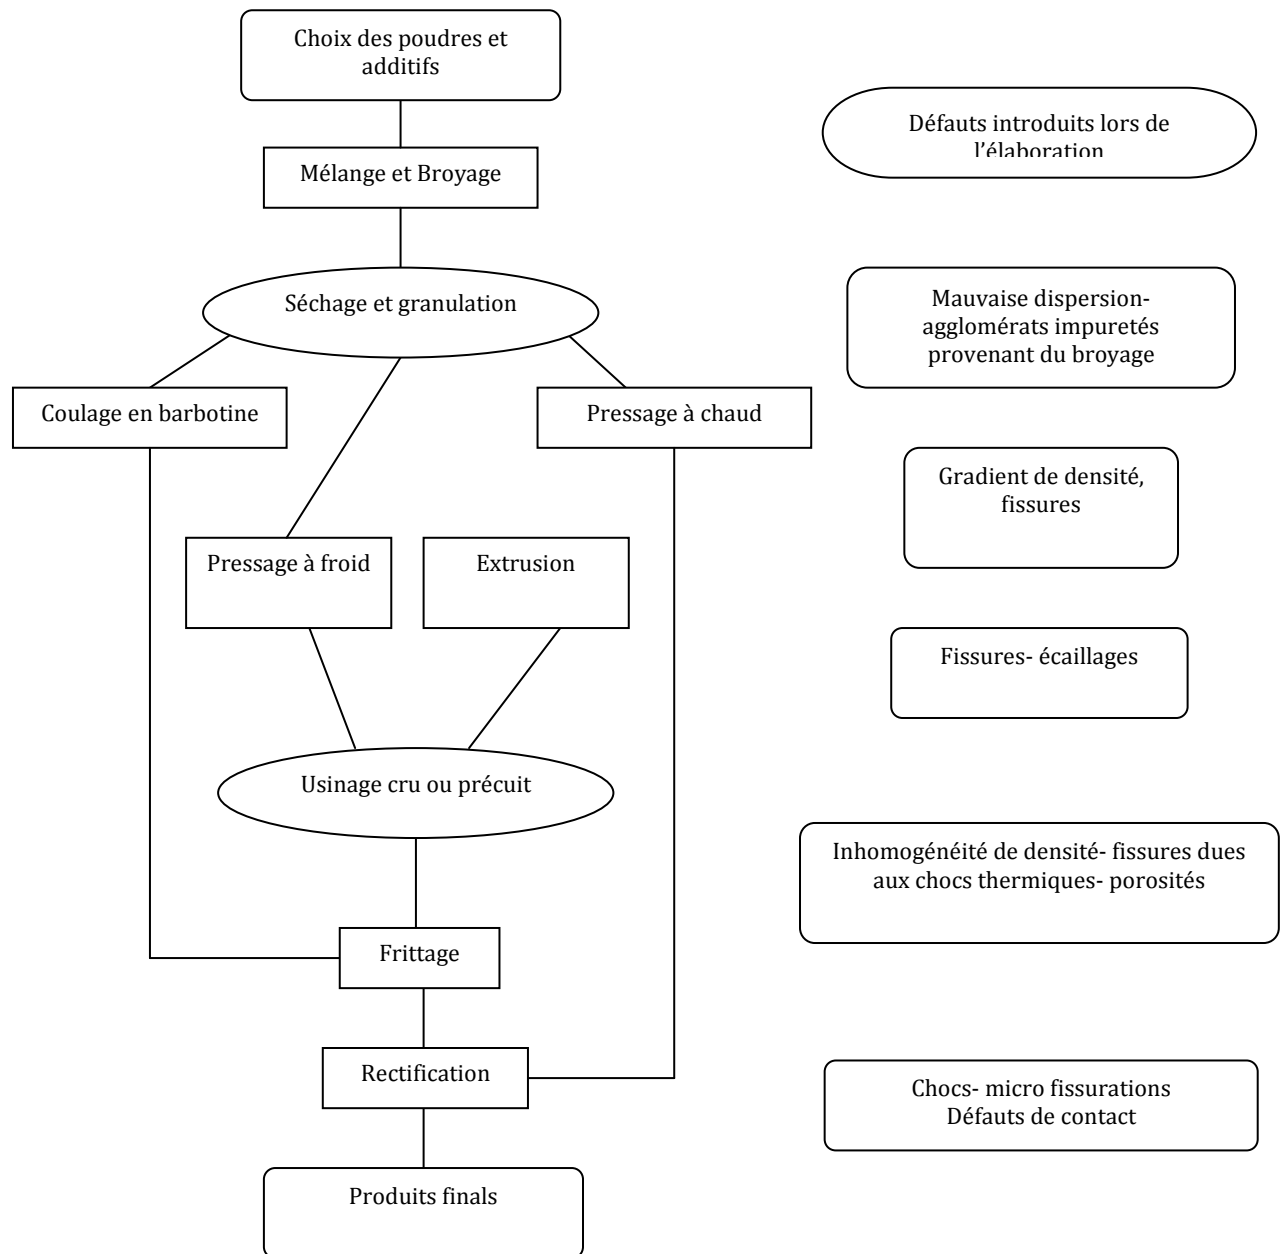 Choix des poudres et
additifs
Défauts introduits lors de
l’élaboration
Mélange et Broyage
Séchage et granulation
Mauvaise dispersion-
agglomérats impuretés
provenant du broyage
Coulage en barbotine
Pressage à chaud
Gradient de densité,
fissures
Pressage à froid
Extrusion
Fissures- écaillages
Usinage cru ou précuit
Inhomogénéité de densité- fissures dues
aux chocs thermiques- porosités
Frittage
Rectification
Chocs- micro fissurations
Défauts de contact
Produits finals